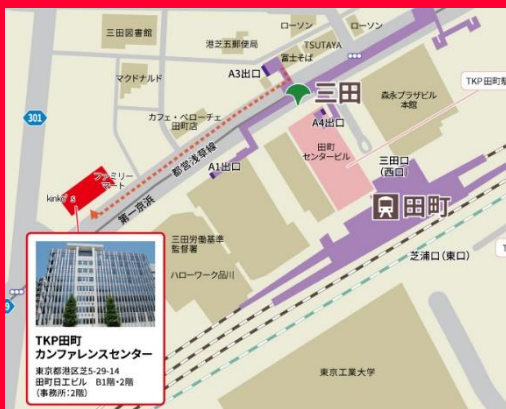 三田図書館
港芝五郵便局
ローソン
ローソン
TSUTAYA
富士そば
マクドナルド
A3出口
三田
森永プラザビル
本館
TKP田町駅
カフェ・ベローチェ
田町店
A4出口
301
都営浅草線
A1出口
田町
センタービル
三田口
(西口)
ファミリー
マート
kinko's
第一京浜
田町
三田労働基準
監督署
芝浦口(東口)
ハローワーク品川
東京工業大学
TKP田町
カンファレンスセンター
東京都港区芝5-29-14
田町日工ビル B1階・2階
(事務所:2階)